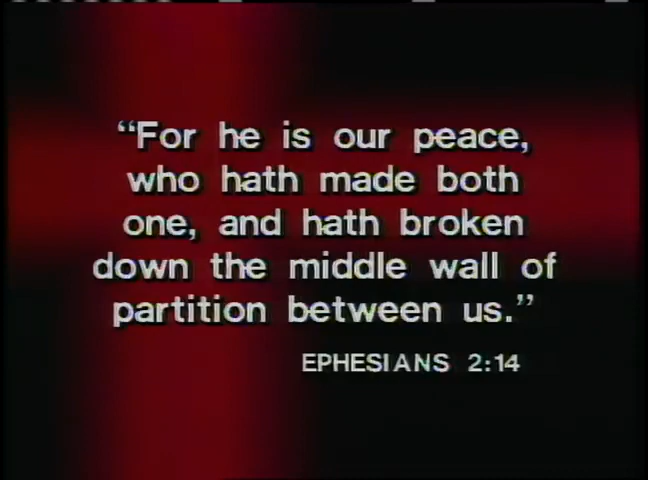 “For he is our peace,
who hath made both
one, and hath broken
down the middle wall of
partition between us.”
EPHESIANS 2:14